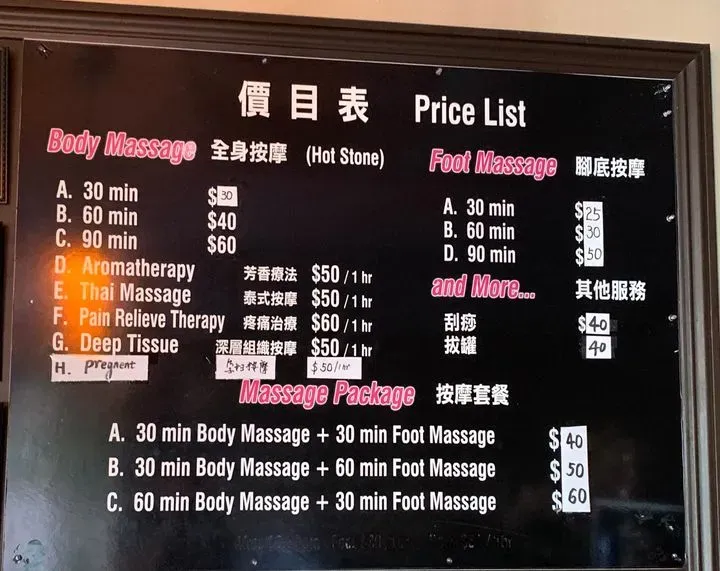 價目表 Price List
Body Massage 全身按摩 (Hot Stone)
A. 30 min $30
B. 60 min $40
C. 90 min $60
D. Aromatherapy 芳香療法 $50 / 1 hr
E. Thai Massage 泰式按摩 $50 / 1 hr
F. Pain Relieve Therapy 疼痛治療 $60 / 1 hr
G. Deep Tissue 深層組織按摩 $50 / 1 hr
H. pregnent 按摩 $50/1hr
Foot Massage 腳底按摩
A. 30 min $25
B. 60 min $30
D. 90 min $50
and More... 其他服務
刮痧 $40
拔罐 40
Massage Package 按摩套餐
A. 30 min Body Massage + 30 min Foot Massage $40
B. 30 min Body Massage + 60 min Foot Massage $50
C. 60 min Body Massage + 30 min Foot Massage $60